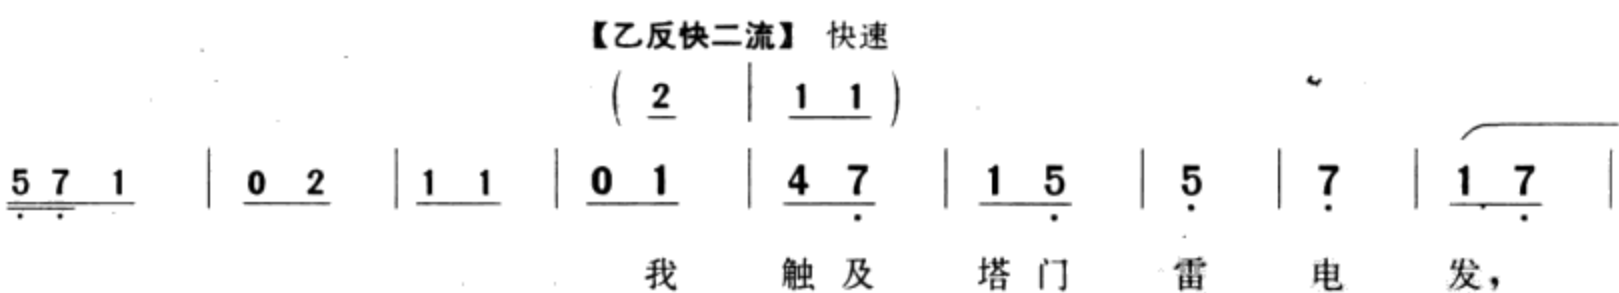 【乙反快二流】 快速
( 2 | 1 1 )
5 7 1 | 0 2 | 1 1 | 0 1 | 4 7 | 1 5 | 5 | 7 | 1 7 |
我 触 及 塔 门 雷 电 发，